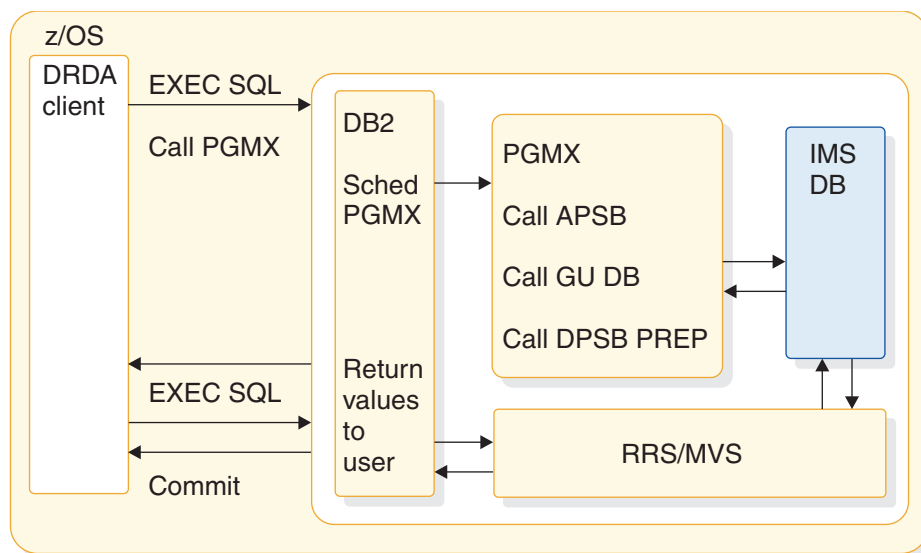 z/OS
DRDA
client
EXEC SQL
Call PGMX
EXEC SQL
Commit
DB2
Sched
PGMX
Return
values
to
user
PGMX
Call APSB
Call GU DB
Call DPSB PREP
IMS
DB
RRS/MVS